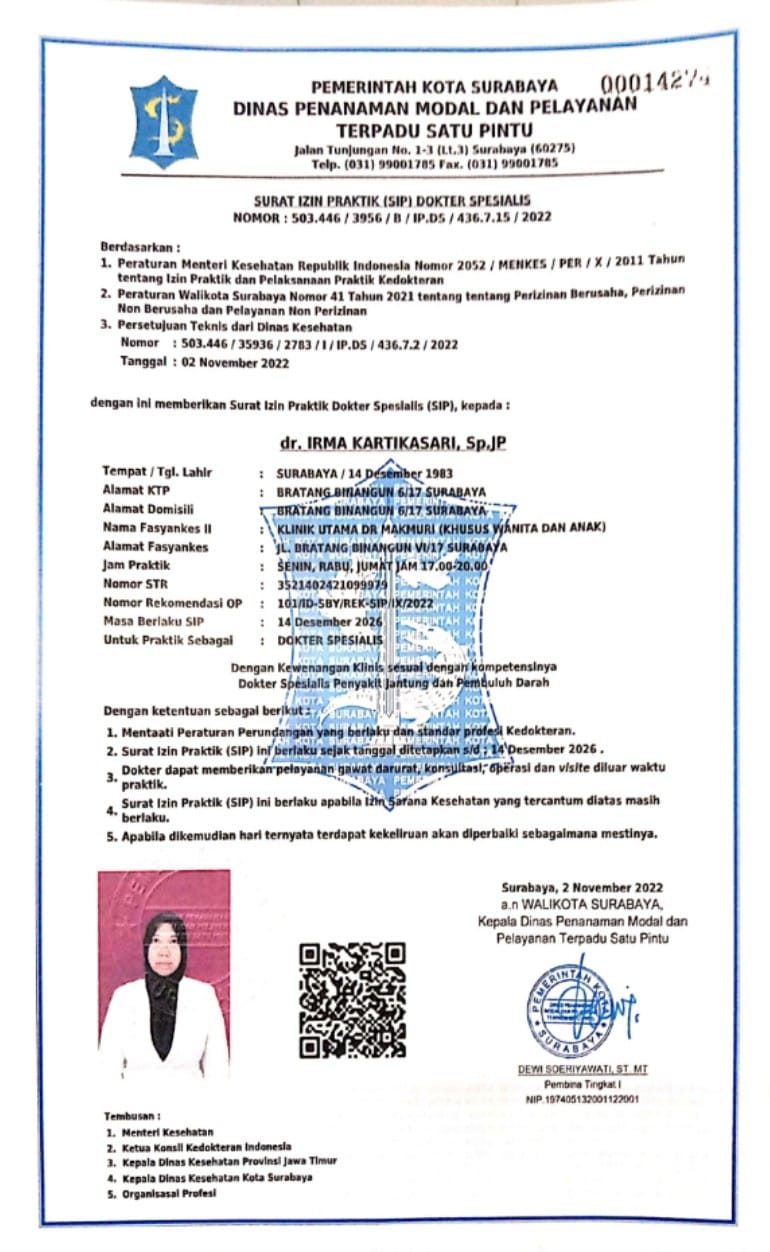 00014274
PEMERINTAH KOTA SURABAYA
DINAS PENANAMAN MODAL DAN PELAYANAN
TERPADU SATU PINTU
Jalan Tunjungan No. 1-3 (Lt.3) Surabaya (60275)
Telp. (031) 99001785 Fax. (031) 99001785
SURAT IZIN PRAKTIK (SIP) DOKTER SPESIALIS
NOMOR : 503.446 / 3956 / B / IP.DS / 436.7.15 / 2022
Berdasarkan :
1. Peraturan Menteri Kesehatan Republik Indonesia Nomor 2052 / MENKES / PER / X / 2011 Tahun
tentang Izin Praktik dan Pelaksanaan Praktik Kedokteran
2. Peraturan Walikota Surabaya Nomor 41 Tahun 2021 tentang tentang Perizinan Berusaha, Perizinan
Non Berusaha dan Pelayanan Non Perizinan
3. Persetujuan Teknis dari Dinas Kesehatan
Nomor : 503.446 / 35936 / 2783 / I / IP.DS / 436.7.2 / 2022
Tanggal : 02 November 2022
dengan ini memberikan Surat Izin Praktik Dokter Spesialis (SIP), kepada :
dr. IRMA KARTIKASARI, Sp.JP
Tempat / Tgl. Lahir : SURABAYA / 14 Desember 1983
Alamat KTP : BRATANG BINANGUN 6/17 SURABAYA
Alamat Domisili : BRATANG BINANGUN 6/17 SURABAYA
Nama Fasyankes II : KLINIK UTAMA DR MAKMURI (KHUSUS WANITA DAN ANAK)
Alamat Fasyankes : JL. BRATANG BINANGUN VI/17 SURABAYA
Jam Praktik : SENIN, RABU, JUMAT JAM 17.00-20.00
Nomor STR : 3521402421099979
Nomor Rekomendasi OP : 101/ID-SBY/REK-SIP/IX/2022
Masa Berlaku SIP : 14 Desember 2026
Untuk Praktik Sebagai : DOKTER SPESIALIS
Dengan Kewenangan Klinis sesuai dengan kompetensinya
Dokter Spesialis Penyakit Jantung dan Pembuluh Darah
Dengan ketentuan sebagai berikut :
1. Mentaati Peraturan Perundangan yang berlaku dan standar profesi Kedokteran.
2. Surat Izin Praktik (SIP) ini berlaku sejak tanggal ditetapkan s/d : 14 Desember 2026 .
3. Dokter dapat memberikan pelayanan gawat darurat, konsultasi, operasi dan visite diluar waktu
praktik.
4. Surat Izin Praktik (SIP) ini berlaku apabila Izin Sarana Kesehatan yang tercantum diatas masih
berlaku.
5. Apabila dikemudian hari ternyata terdapat kekeliruan akan diperbaiki sebagaimana mestinya.
Surabaya, 2 November 2022
a.n WALIKOTA SURABAYA,
Kepala Dinas Penanaman Modal dan
Pelayanan Terpadu Satu Pintu
PEMERINTAH KOTA
SURABAYA
DEWI SOERIYAWATI, ST. MT
Pembina Tingkat I
NIP.197405132001122001
Tembusan :
1. Menteri Kesehatan
2. Ketua Konsil Kedokteran Indonesia
3. Kepala Dinas Kesehatan Provinsi Jawa Timur
4. Kepala Dinas Kesehatan Kota Surabaya
5. Organisasai Profesi